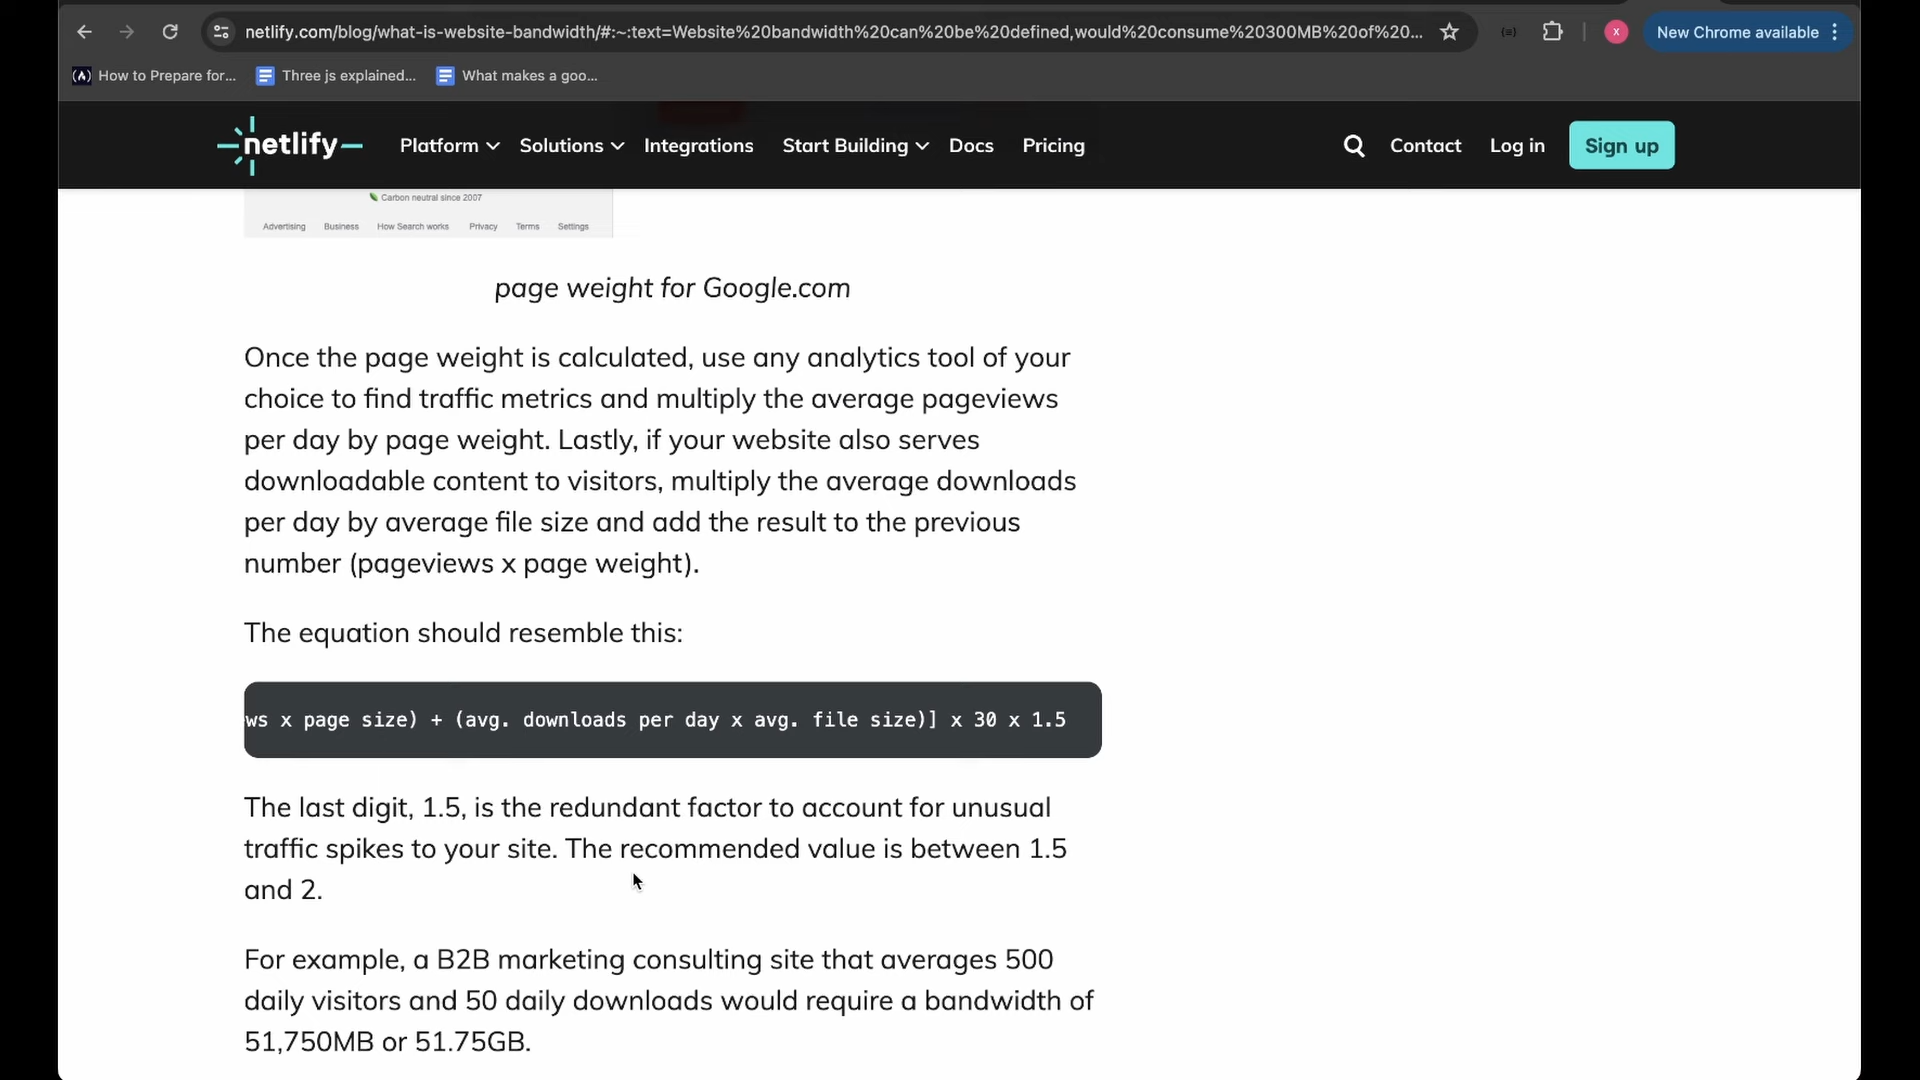 netlify.com/blog/what-is-website-bandwidth/#:~:text=Website%20bandwidth%20can%20be%20defined,would%20consume%20300MB%20of%20...
x
New Chrome available
How to Prepare for...
Three js explained...
What makes a goo...
netlify
Platform
Solutions
Integrations
Start Building
Docs
Pricing
Contact
Log in
Sign up
Carbon neutral since 2007
Advertising Business How Search works Privacy Terms Settings
page weight for Google.com
Once the page weight is calculated, use any analytics tool of your
choice to find traffic metrics and multiply the average pageviews
per day by page weight. Lastly, if your website also serves
downloadable content to visitors, multiply the average downloads
per day by average file size and add the result to the previous
number (pageviews x page weight).
The equation should resemble this:
ws x page size) + (avg. downloads per day x avg. file size)] x 30 x 1.5
The last digit, 1.5, is the redundant factor to account for unusual
traffic spikes to your site. The recommended value is between 1.5
and 2.
For example, a B2B marketing consulting site that averages 500
daily visitors and 50 daily downloads would require a bandwidth of
51,750MB or 51.75GB.